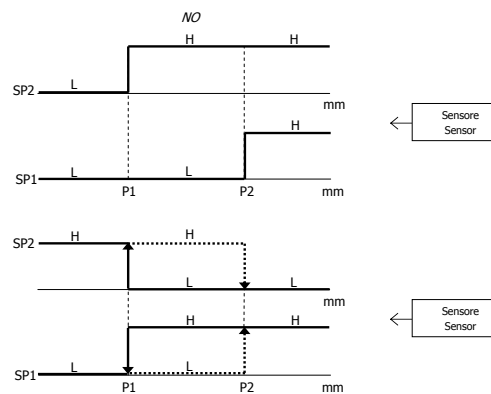 NO
H H
L
SP2
mm
Sensore
Sensor
H
L L
SP1
P1 P2 mm
H H
SP2
L L
mm
Sensore
Sensor
H H
L L
SP1
P1 P2 mm